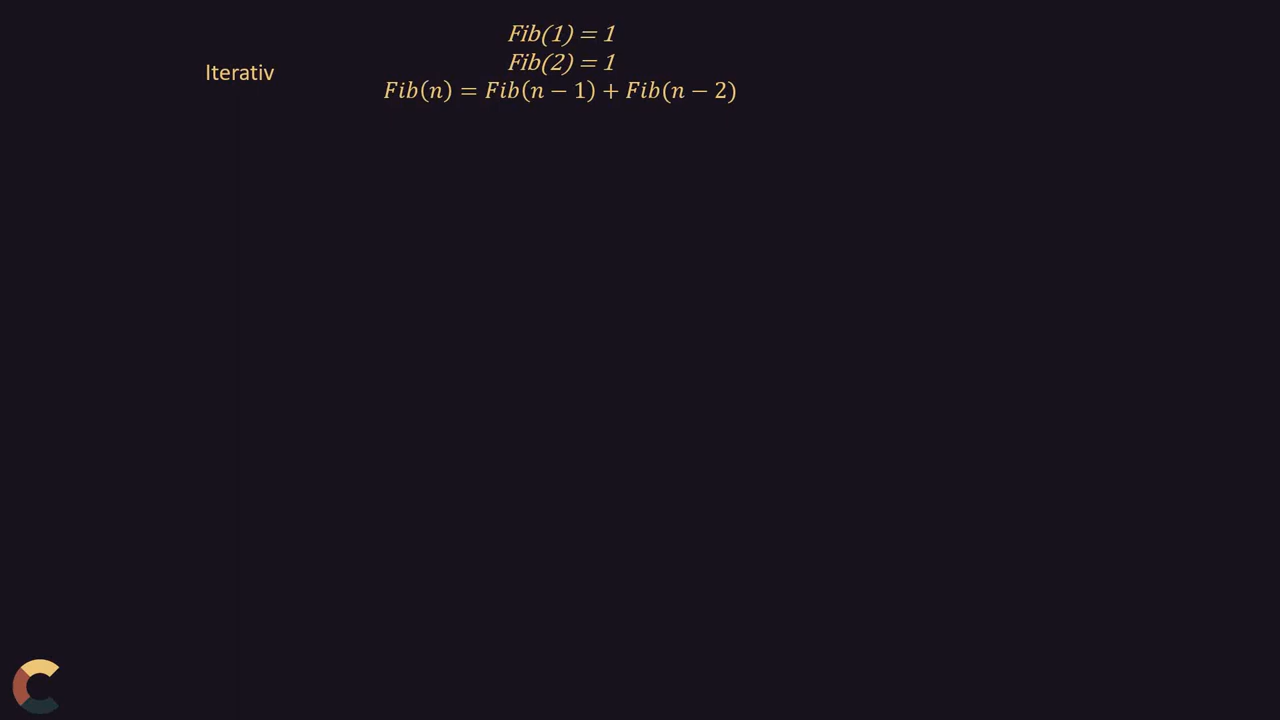 Fib(1) = 1
Fib(2) = 1
Iterativ
Fib(n) = Fib(n − 1) + Fib(n − 2)